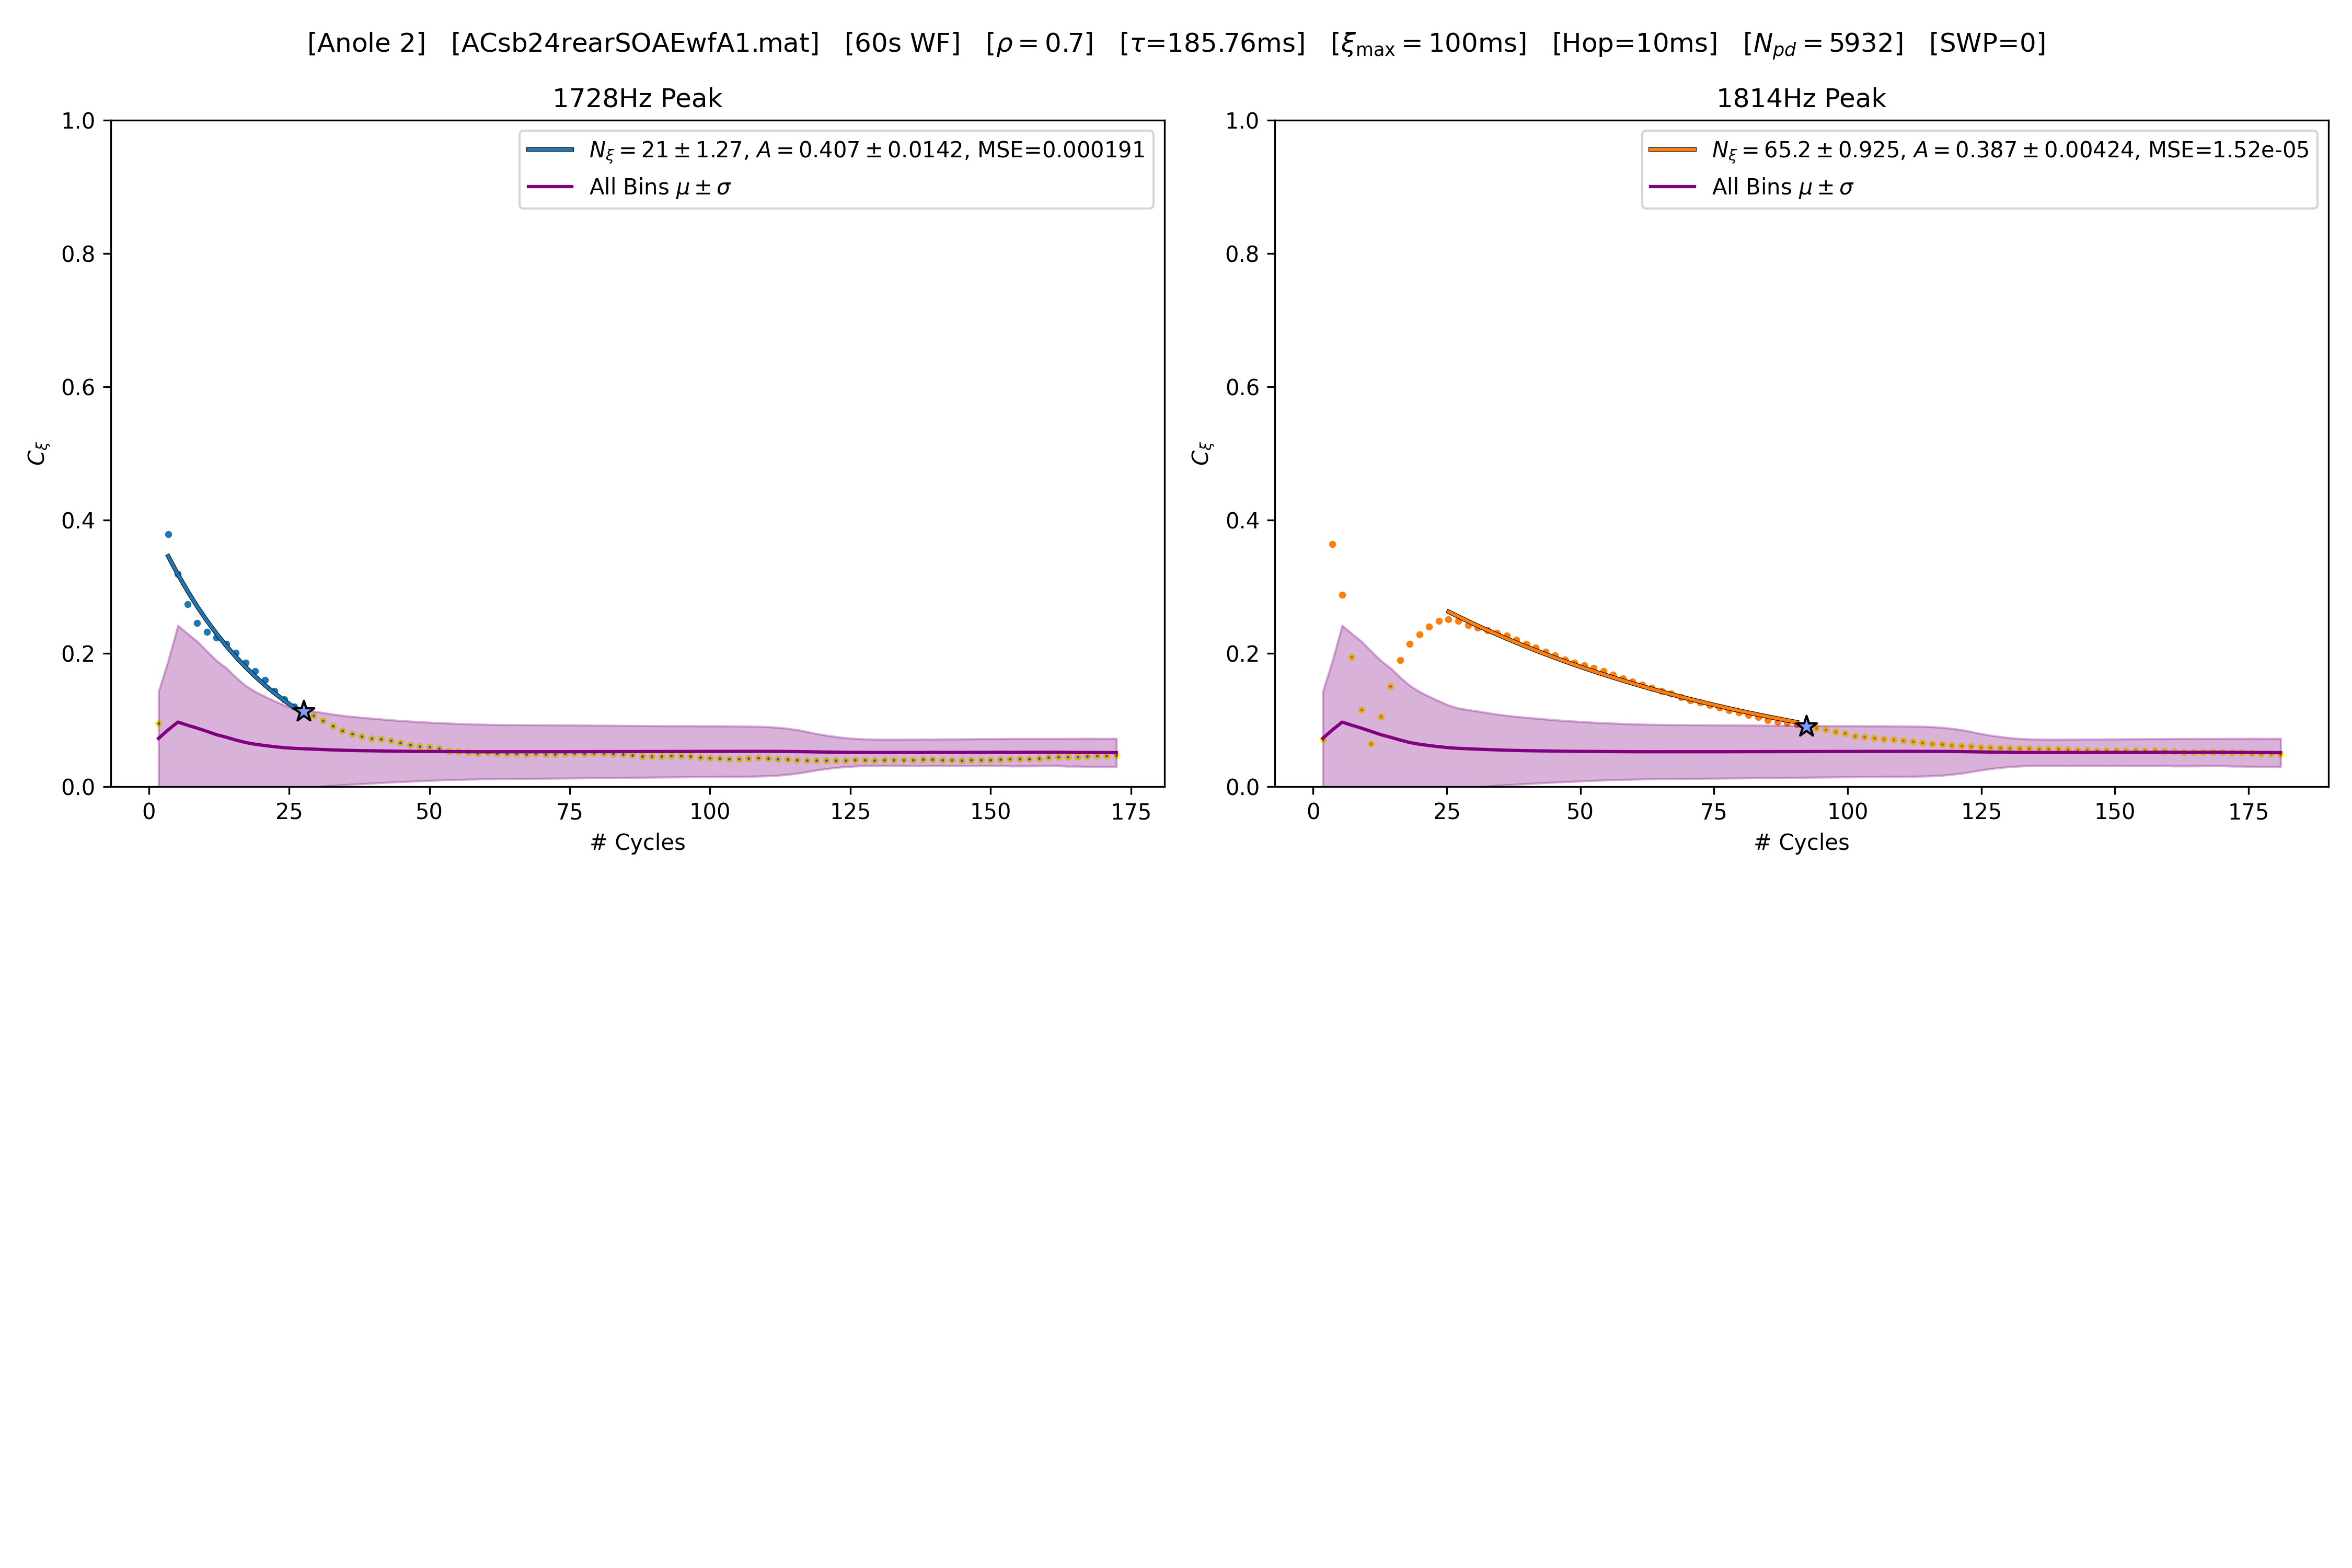 [Anole 2] [ACsb24rearSOAEwfA1.mat] [60s WF] [ρ = 0.7] [τ=185.76ms] [ξmax = 100ms] [Hop=10ms] [Npd = 5932] [SWP=0]
1728Hz Peak
1.0
0.8
0.6
0.4
0.2
0.0
Cξ
Nξ = 21 ± 1.27, A = 0.407 ± 0.0142, MSE=0.000191
All Bins μ ± σ
0 25 50 75 100 125 150 175
# Cycles
1814Hz Peak
1.0
0.8
0.6
0.4
0.2
0.0
Cξ
Nξ = 65.2 ± 0.925, A = 0.387 ± 0.00424, MSE=1.52e-05
All Bins μ ± σ
0 25 50 75 100 125 150 175
# Cycles